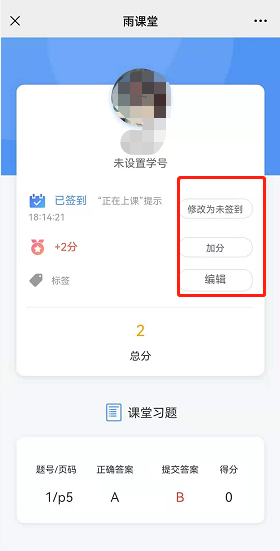 雨课堂
未设置学号
已签到 “正在上课”提示 修改为未签到
18:14:21
+2分 加分
标签 编辑
2
总分
课堂习题
题号/页码 正确答案 提交答案 得分
1/p5 A B 0